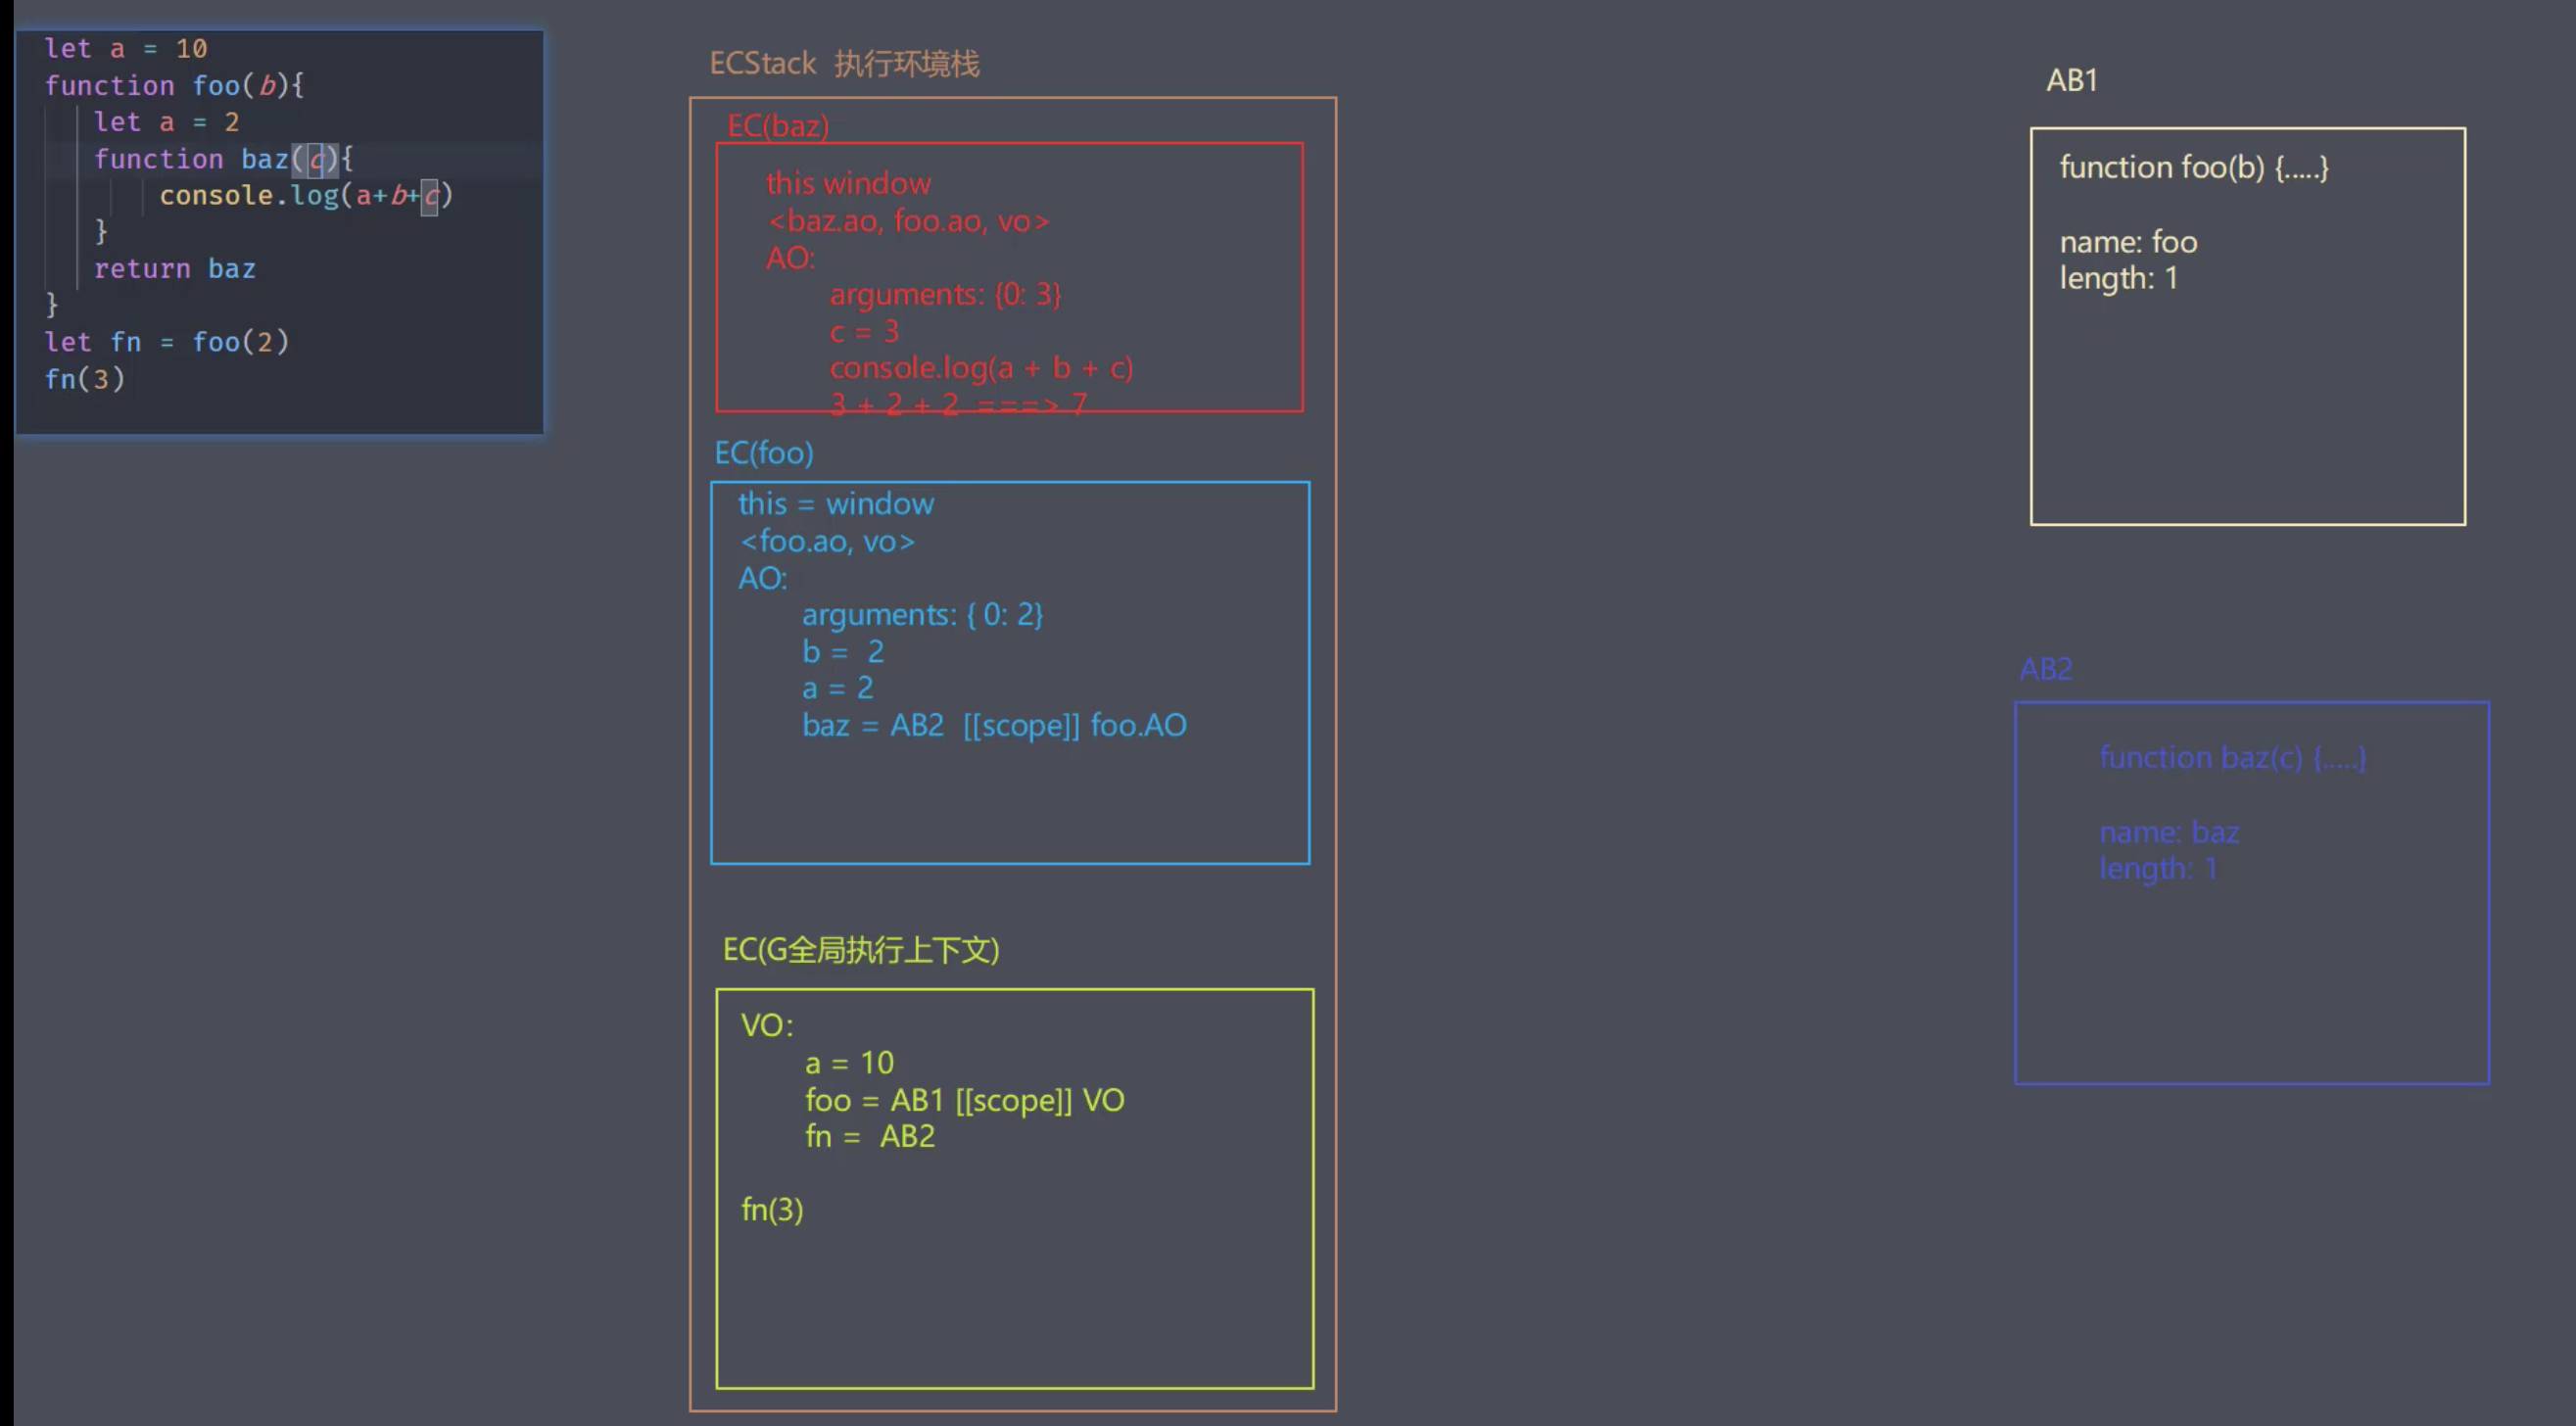 let a = 10
function foo(b){
let a = 2
function baz(c){
console.log(a+b+c)
}
return baz
}
let fn = foo(2)
fn(3)
ECStack 执行环境栈
EC(baz)
this window
<baz.ao, foo.ao, vo>
AO:
arguments: {0: 3}
c = 3
console.log(a + b + c)
3 + 2 + 2 ===> 7
EC(foo)
this = window
<foo.ao, vo>
AO:
arguments: { 0: 2}
b = 2
a = 2
baz = AB2 [[scope]] foo.AO
EC(G全局执行上下文)
VO:
a = 10
foo = AB1 [[scope]] VO
fn = AB2
fn(3)
AB1
function foo(b) {.....}
name: foo
length: 1
AB2
function baz(c) {.....}
name: baz
length: 1